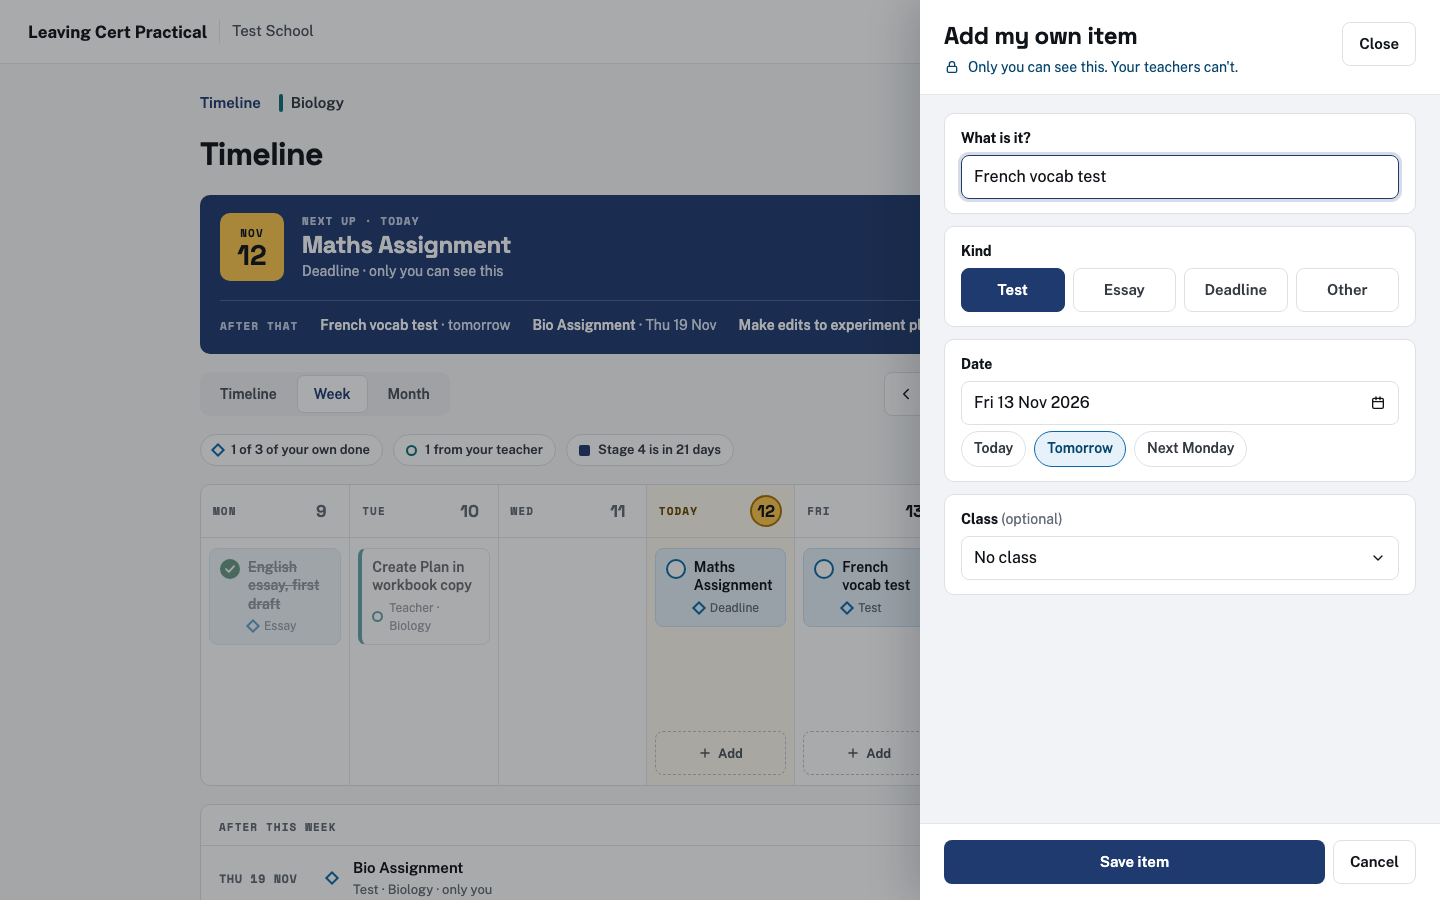 Leaving Cert Practical
Test School
Timeline
Biology
Timeline
NOV
12
NEXT UP · TODAY
Maths Assignment
Deadline · only you can see this
AFTER THAT
French vocab test · tomorrow
Bio Assignment · Thu 19 Nov
Make edits to experiment
Timeline
Week
Month
1 of 3 of your own done
1 from your teacher
Stage 4 is in 21 days
MON 9
TUE 10
WED 11
TODAY 12
FRI 13
English
essay, first
draft
Essay
Create Plan in
workbook copy
Teacher ·
Biology
Maths
Assignment
Deadline
+ Add
French
vocab test
Test
+ Add
AFTER THIS WEEK
THU 19 NOV
Bio Assignment
Test · Biology · only you
Add my own item
Only you can see this. Your teachers can't.
Close
What is it?
French vocab test
Kind
Test
Essay
Deadline
Other
Date
Fri 13 Nov 2026
Today
Tomorrow
Next Monday
Class (optional)
No class
Save item
Cancel